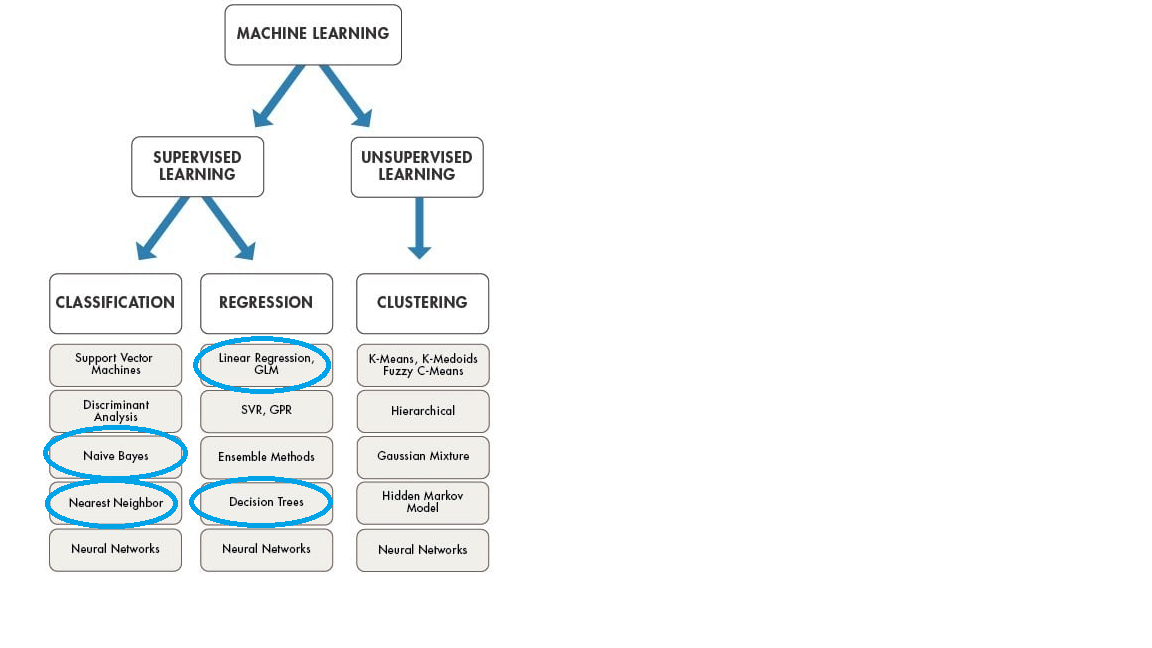 MACHINE LEARNING
SUPERVISED
LEARNING
UNSUPERVISED
LEARNING
CLASSIFICATION
Support Vector
Machines
Discriminant
Analysis
Naive Bayes
Nearest Neighbor
Neural Networks
REGRESSION
Linear Regression,
GLM
SVR, GPR
Ensemble Methods
Decision Trees
Neural Networks
CLUSTERING
K-Means, K-Medoids
Fuzzy C-Means
Hierarchical
Gaussian Mixture
Hidden Markov
Model
Neural Networks